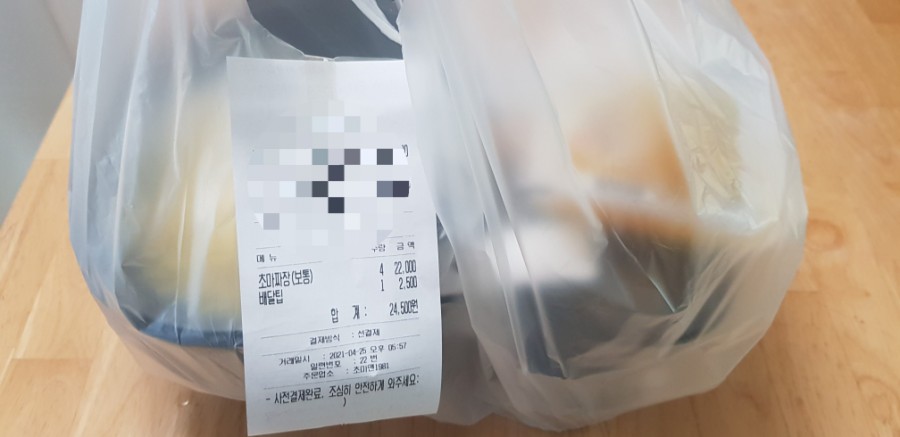 메 뉴 수량 금 액
초마짜장(보통) 4 22,000
배달팁 1 2,500
합 계 : 24,500원
결제방식 : 선결제
거래일시 : 2021-04-25 오후 05:57
일련번호 : 22 번
주문업소 : 초마면1981
- 사전결제완료, 조심히 안전하게 와주세요:
)